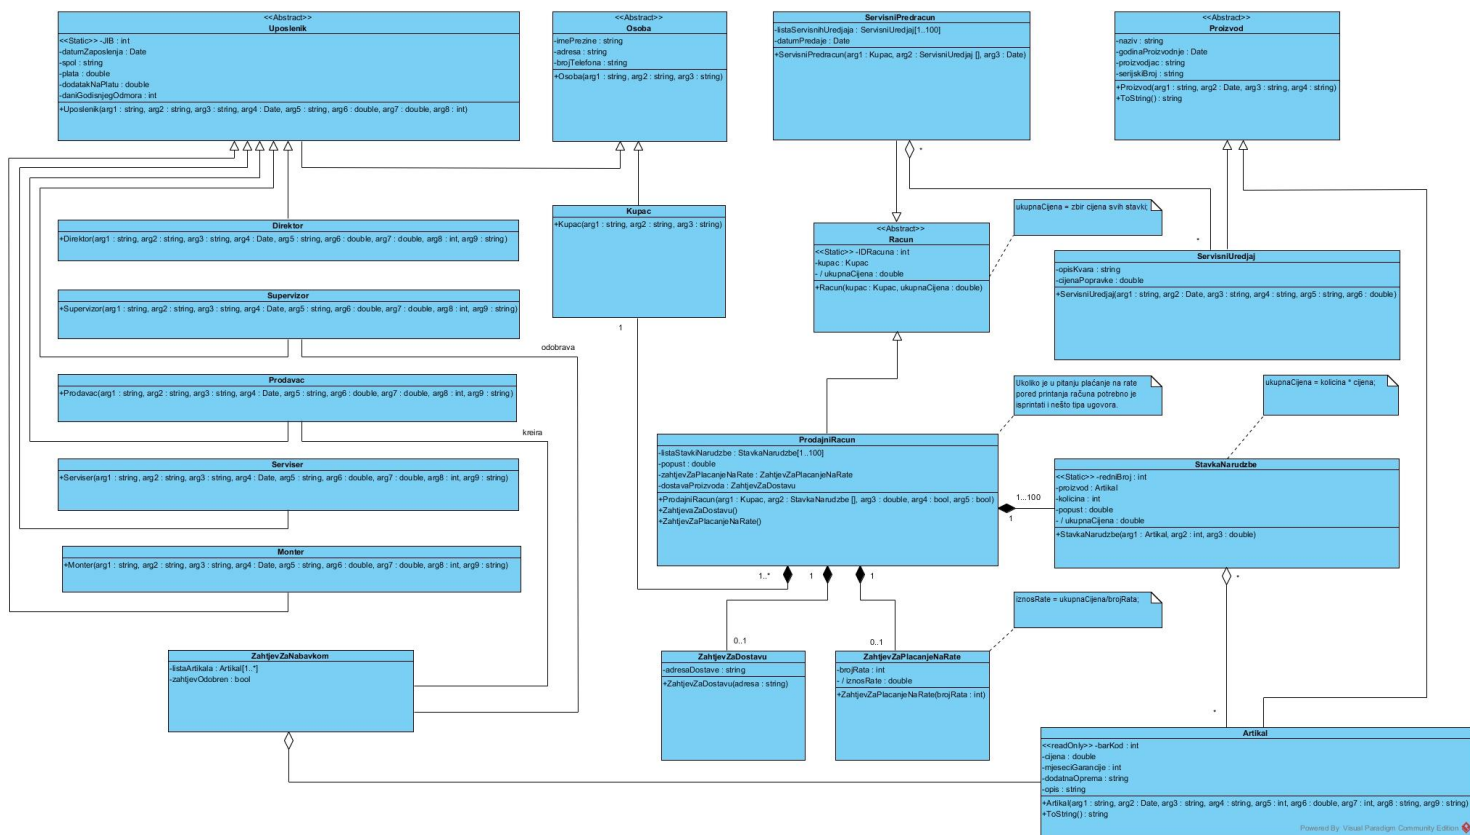 <<Abstract>>
Uposlenik
<<Static>> -JIB : int
-datumZaposlenja : Date
-spol : string
-plata : double
-dodatakNaPlatu : double
-daniGodisnjegOdmora : int
+Uposlenik(arg1 : string, arg2 : string, arg3 : string, arg4 : Date, arg5 : string, arg6 : double, arg7 : double, arg8 : int)
<<Abstract>>
Osoba
-imePrezine : string
-adresa : string
-brojTelefona : string
+Osoba(arg1 : string, arg2 : string, arg3 : string)
ServisniPredracun
-listaServisnihUredjaja : ServisniUredjaj[1..100]
-datumPredaje : Date
+ServisniPredracun(arg1 : Kupac, arg2 : ServisniUredjaj [], arg3 : Date)
<<Abstract>>
Proizvod
-naziv : string
-godinaProizvodnje : Date
-proizvodjac : string
-serijskiBroj : string
+Proizvod(arg1 : string, arg2 : Date, arg3 : string, arg4 : string)
+ToString() : string
*
Direktor
+Direktor(arg1 : string, arg2 : string, arg3 : string, arg4 : Date, arg5 : string, arg6 : double, arg7 : double, arg8 : int, arg9 : string)
Kupac
+Kupac(arg1 : string, arg2 : string, arg3 : string)
1
<<Abstract>>
Racun
<<Static>> -IDRacuna : int
-kupac : Kupac
- / ukupnaCijena : double
+Racun(kupac : Kupac, ukupnaCijena : double)
ukupnaCijena = zbir cijena svih stavki;
*
ServisniUredjaj
-opisKvara : string
-cijenaPopravke : double
+ServisniUredjaj(arg1 : string, arg2 : Date, arg3 : string, arg4 : string, arg5 : string, arg6 : double)
Supervizor
+Supervizor(arg1 : string, arg2 : string, arg3 : string, arg4 : Date, arg5 : string, arg6 : double, arg7 : double, arg8 : int, arg9 : string)
odobrava
Prodavac
+Prodavac(arg1 : string, arg2 : string, arg3 : string, arg4 : Date, arg5 : string, arg6 : double, arg7 : double, arg8 : int, arg9 : string)
kreira
Ukoliko je u pitanju plaćanje na rate
pored printanja računa potrebno je
isprintati i nešto tipa ugovora.
ukupnaCijena = kolicina * cijena;
Serviser
+Serviser(arg1 : string, arg2 : string, arg3 : string, arg4 : Date, arg5 : string, arg6 : double, arg7 : double, arg8 : int, arg9 : string)
ProdajniRacun
-listaStavkiNarudzbe : StavkaNarudzbe[1..100]
-popust : double
-zahtjevZaPlacanjeNaRate : ZahtjevZaPlacanjeNaRate
-dostavaProizvoda : ZahtjevZaDostavu
+ProdajniRacun(arg1 : Kupac, arg2 : StavkaNarudzbe [], arg3 : double, arg4 : bool, arg5 : bool)
+ZahtjevaZaDostavu()
+ZahtjevZaPlacanjeNaRate()
1...100
1
StavkaNarudzbe
<<Static>> -redniBroj : int
-proizvod : Artikal
-kolicina : int
-popust : double
- / ukupnaCijena : double
+StavkaNarudzbe(arg1 : Artikal, arg2 : int, arg3 : double)
Monter
+Monter(arg1 : string, arg2 : string, arg3 : string, arg4 : Date, arg5 : string, arg6 : double, arg7 : double, arg8 : int, arg9 : string)
1..*
1
1
*
iznosRate = ukupnaCijena/brojRata;
0..1
0..1
ZahtjevZaNabavkom
-listaArtikala : Artikal[1..*]
-zahtjevOdobren : bool
ZahtjevZaDostavu
-adresaDostave : string
+ZahtjevZaDostavu(adresa : string)
ZahtjevZaPlacanjeNaRate
-brojRata : int
- / iznosRate : double
+ZahtjevZaPlacanjeNaRate(brojRata : int)
*
Artikal
<<readOnly>> -barKod : int
-cijena : double
-mjeseciGarancije : int
-dodatnaOprema : string
-opis : string
+Artikal(arg1 : string, arg2 : Date, arg3 : string, arg4 : string, arg5 : int, arg6 : double, arg7 : int, arg8 : string, arg9 : string)
+ToString() : string
Powered By Visual Paradigm Community Edition